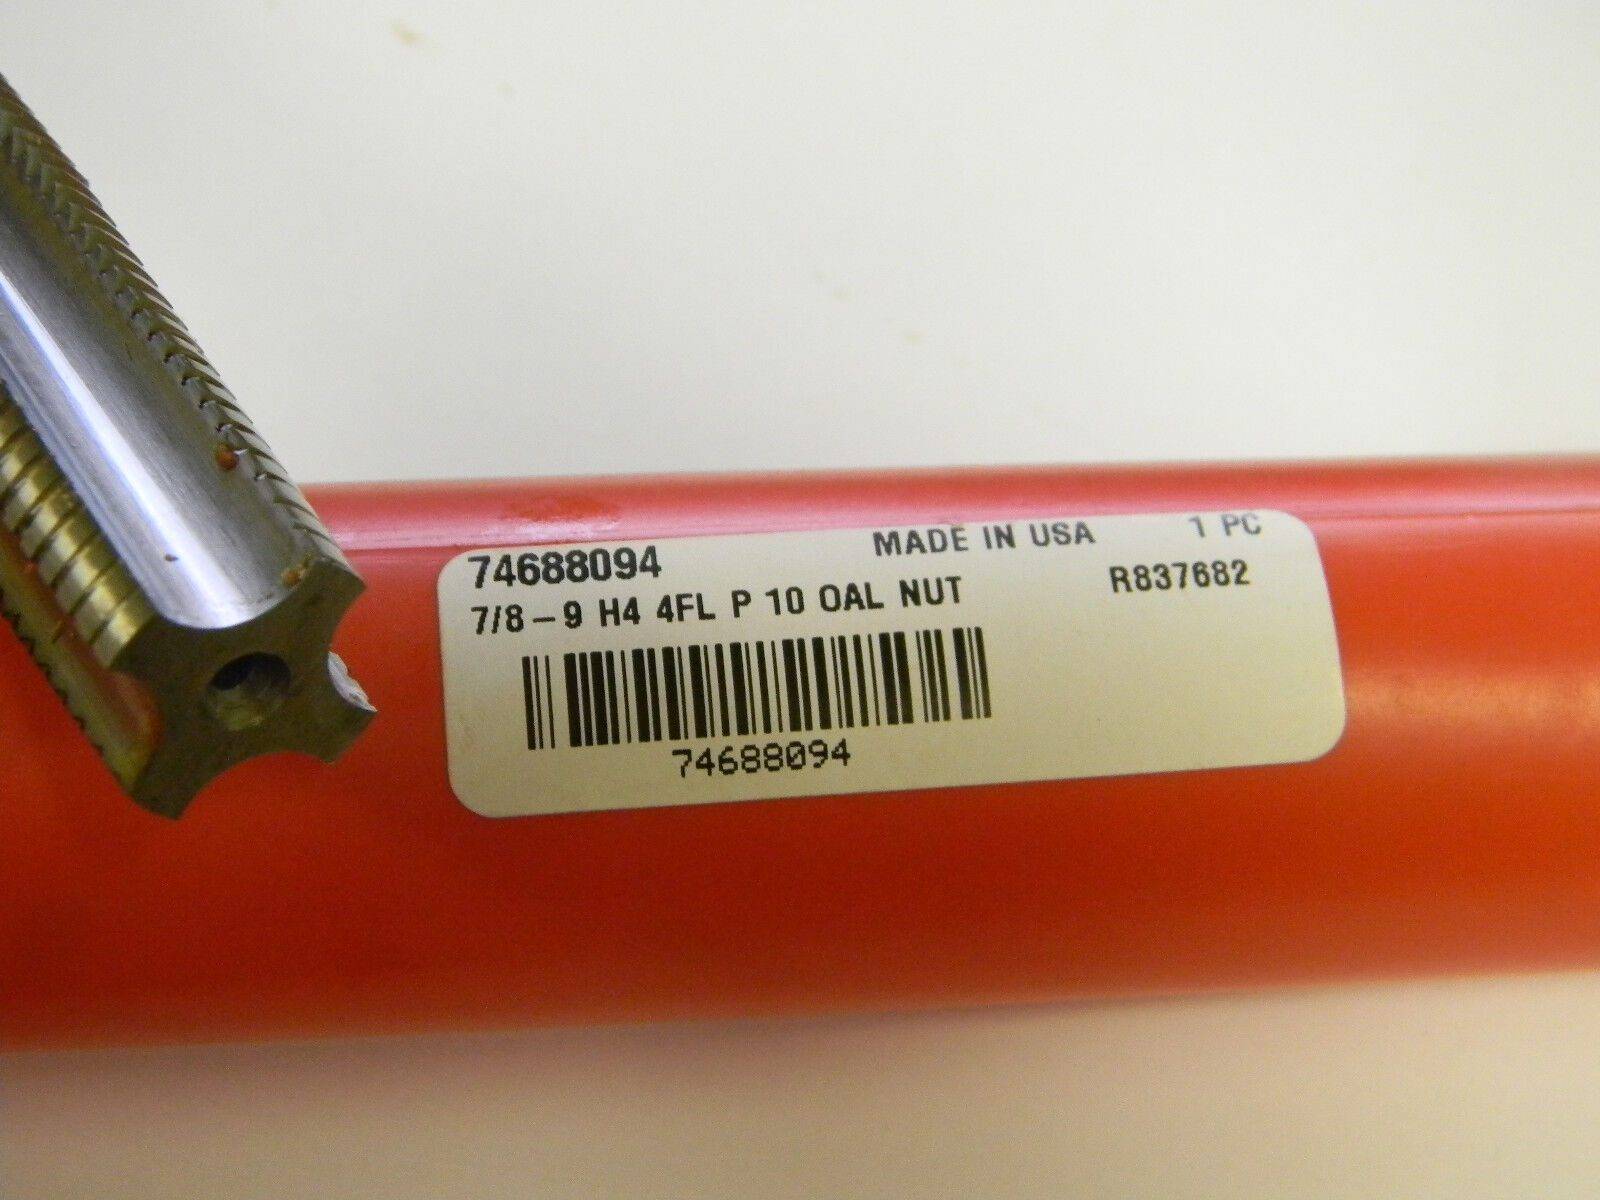 74688094 MADE IN USA 1 PC
7/8-9 H4 4FL P 10 OAL NUT R837682
74688094